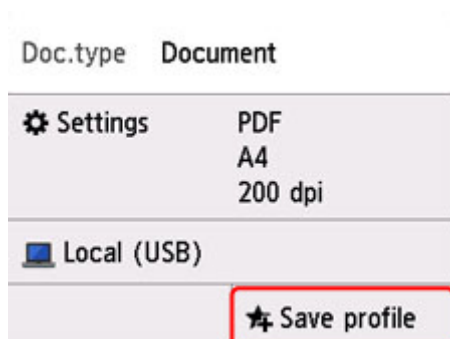 Doc.type Document
Settings PDF
A4
200 dpi
Local (USB)
Save profile